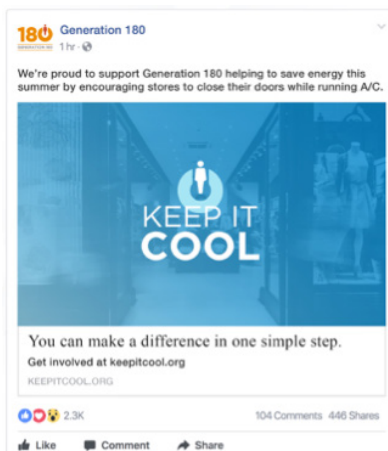 180
GENERATION 180
Generation 180
1 hr ·
We're proud to support Generation 180 helping to save energy this
summer by encouraging stores to close their doors while running A/C.
KEEP IT
COOL
You can make a difference in one simple step.
Get involved at keepitcool.org
KEEPITCOOL.ORG
2.3K 104 Comments 446 Shares
Like Comment Share